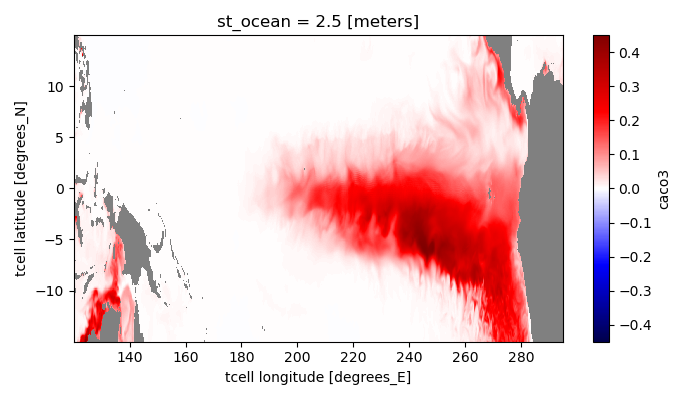 st_ocean = 2.5 [meters]
10
5
0
−5
−10
tcell latitude [degrees_N]
140 160 180 200 220 240 260 280
tcell longitude [degrees_E]
0.4
0.3
0.2
0.1
0.0
−0.1
−0.2
−0.3
−0.4
caco3